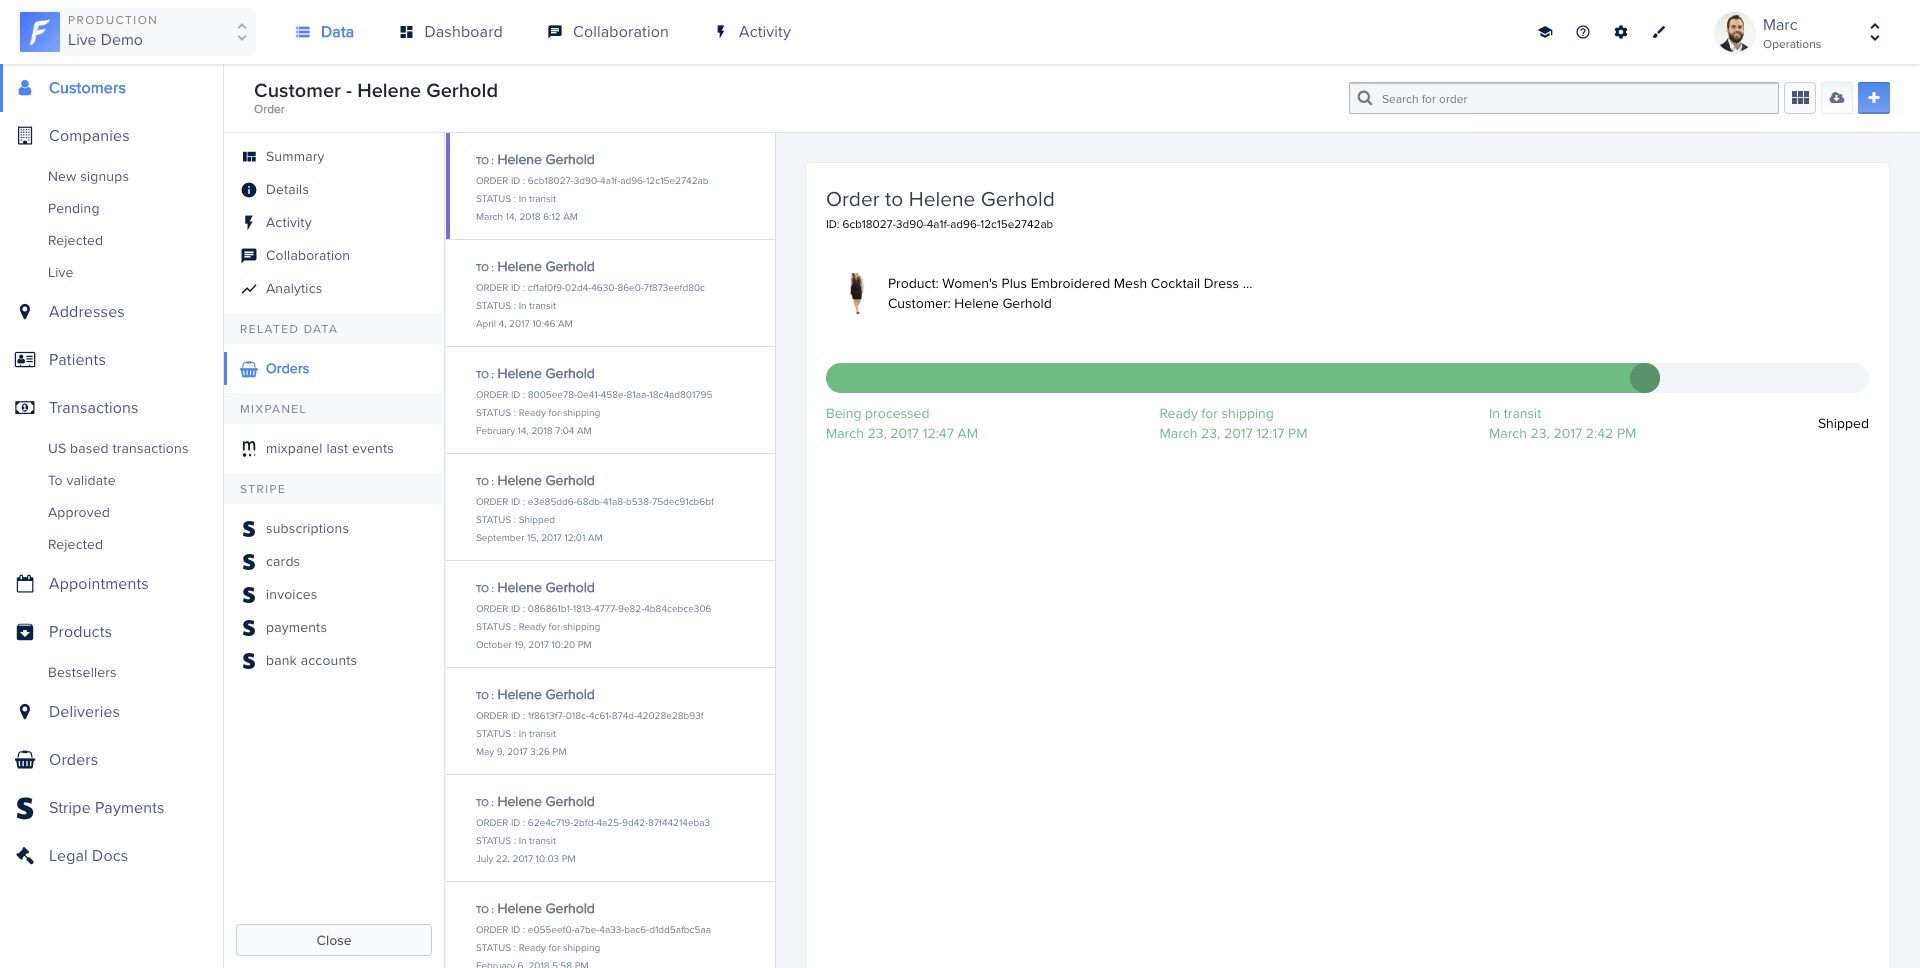 PRODUCTION
Live Demo
Data
Dashboard
Collaboration
Activity
Marc
Operations
Customers
Companies
New signups
Pending
Rejected
Live
Addresses
Patients
Transactions
US based transactions
To validate
Approved
Rejected
Appointments
Products
Bestsellers
Deliveries
Orders
Stripe Payments
Legal Docs
Customer - Helene Gerhold
Order
Search for order
Summary
Details
Activity
Collaboration
Analytics
RELATED DATA
Orders
MIXPANEL
mixpanel last events
STRIPE
subscriptions
cards
invoices
payments
bank accounts
Close
TO : Helene Gerhold
ORDER ID : 6cb18027-3d90-4a1f-ad96-12c15e2742ab
STATUS : In transit
March 14, 2018 6:12 AM
TO : Helene Gerhold
ORDER ID : cf1af0f9-02d4-4630-86e0-7f873eefd80c
STATUS : In transit
April 4, 2017 10:46 AM
TO : Helene Gerhold
ORDER ID : 8005ee78-0e41-458e-81aa-18c4ad801795
STATUS : Ready for shipping
February 14, 2018 7:04 AM
TO : Helene Gerhold
ORDER ID : e3e85dd6-68db-41a8-b538-75dec91cb6bf
STATUS : Shipped
September 15, 2017 12:01 AM
TO : Helene Gerhold
ORDER ID : 086861b1-1813-4777-9e82-4b84cebce306
STATUS : Ready for shipping
October 19, 2017 10:20 PM
TO : Helene Gerhold
ORDER ID : 1f8613f7-018c-4c61-874d-42028e28b93f
STATUS : In transit
May 9, 2017 3:26 PM
TO : Helene Gerhold
ORDER ID : 62e4c719-2bfd-4a25-9d42-87f44214eba3
STATUS : In transit
July 22, 2017 10:03 PM
TO : Helene Gerhold
ORDER ID : e055eef0-a7be-4a33-bac6-d1dd5afbc5aa
STATUS : Ready for shipping
February 6, 2018 5:58 PM
Order to Helene Gerhold
ID: 6cb18027-3d90-4a1f-ad96-12c15e2742ab
Product: Women's Plus Embroidered Mesh Cocktail Dress ...
Customer: Helene Gerhold
Being processed
March 23, 2017 12:47 AM
Ready for shipping
March 23, 2017 12:17 PM
In transit
March 23, 2017 2:42 PM
Shipped